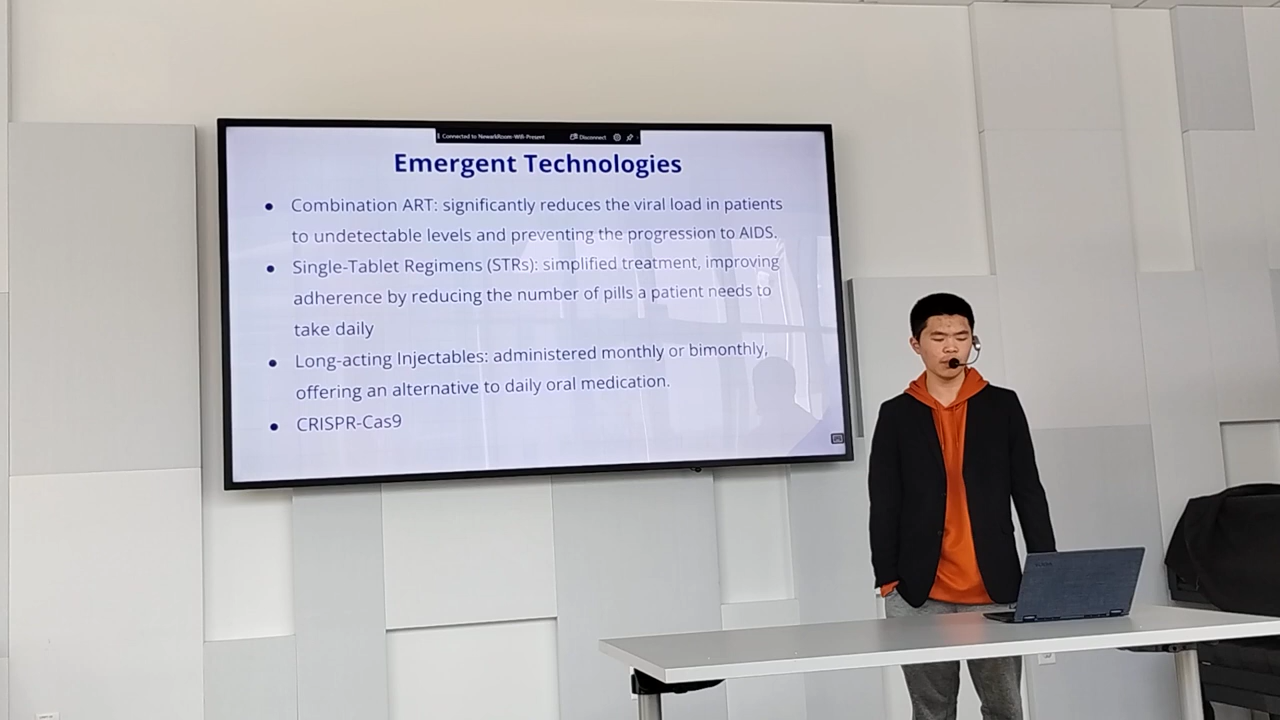 Connected to NewarkRoom-Wifi-Present Disconnect
Emergent Technologies
• Combination ART: significantly reduces the viral load in patients
to undetectable levels and preventing the progression to AIDS.
• Single-Tablet Regimens (STRs): simplified treatment, improving
adherence by reducing the number of pills a patient needs to
take daily
• Long-acting Injectables: administered monthly or bimonthly,
offering an alternative to daily oral medication.
• CRISPR-Cas9
YOGA